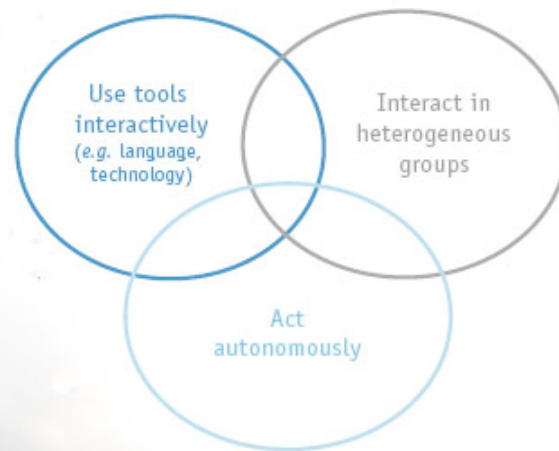 Use tools
interactively
(e.g. language,
technology)
Interact in
heterogeneous
groups
Act
autonomously